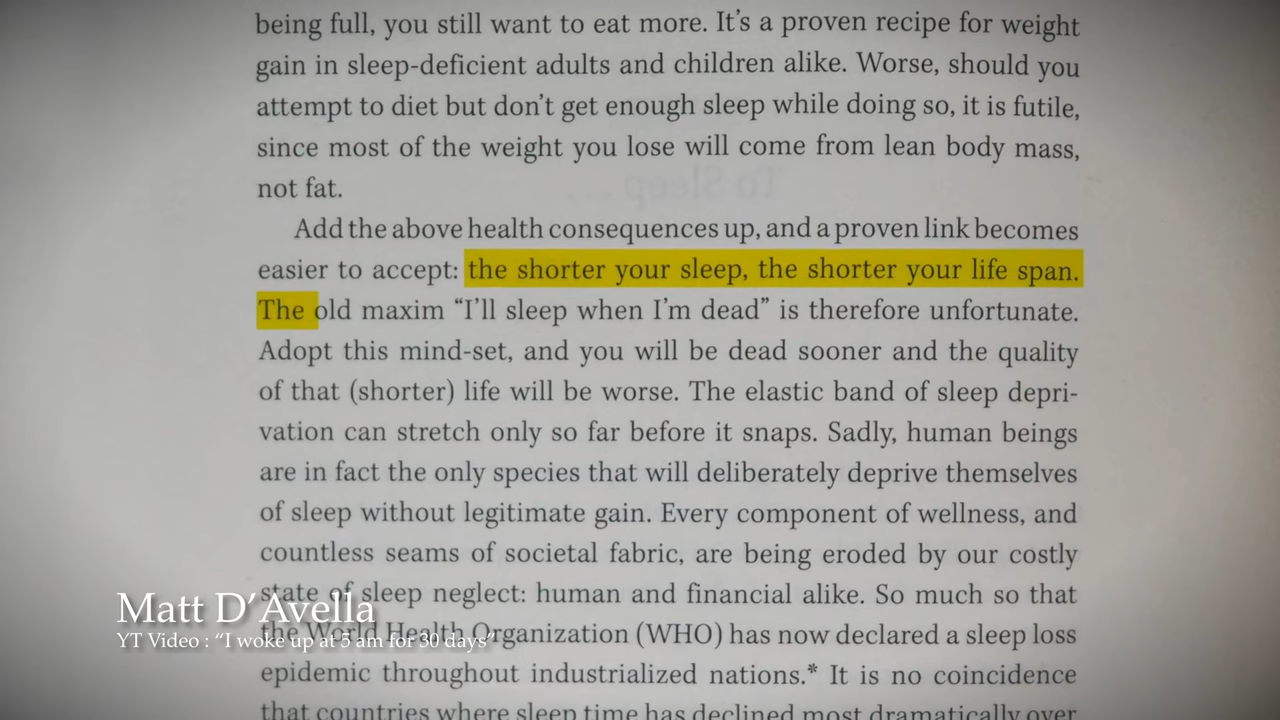 being full, you still want to eat more. It's a proven recipe for weight
gain in sleep-deficient adults and children alike. Worse, should you
attempt to diet but don't get enough sleep while doing so, it is futile,
since most of the weight you lose will come from lean body mass,
not fat.
To Sleep...
Add the above health consequences up, and a proven link becomes
easier to accept: the shorter your sleep, the shorter your life span.
The old maxim “I'll sleep when I'm dead” is therefore unfortunate.
Adopt this mind-set, and you will be dead sooner and the quality
of that (shorter) life will be worse. The elastic band of sleep depri-
vation can stretch only so far before it snaps. Sadly, human beings
are in fact the only species that will deliberately deprive themselves
of sleep without legitimate gain. Every component of wellness, and
countless seams of societal fabric, are being eroded by our costly
state of sleep neglect: human and financial alike. So much so that
the World Health Organization (WHO) has now declared a sleep loss
epidemic throughout industrialized nations.* It is no coincidence
that countries where sleep time has declined most dramatically over
Matt D'Avella
YT Video : “I woke up at 5 am for 30 days”